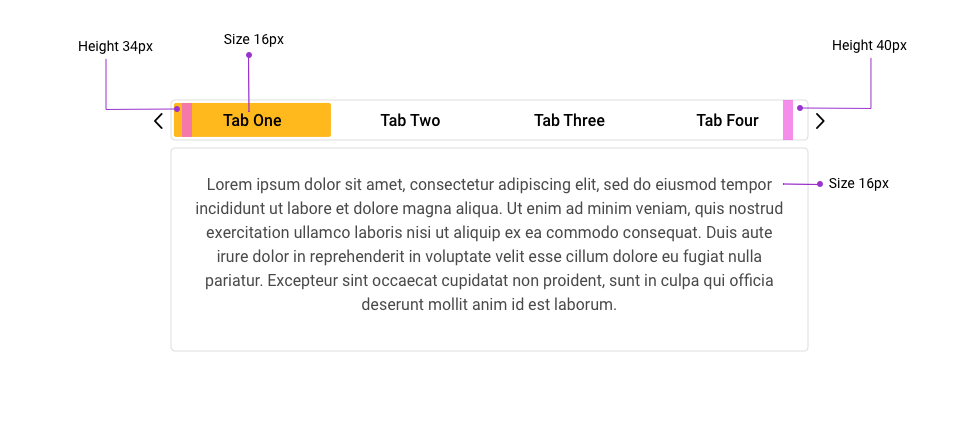 Size 16px
Height 34px
Height 40px
Tab One
Tab Two
Tab Three
Tab Four
Lorem ipsum dolor sit amet, consectetur adipiscing elit, sed do eiusmod tempor
Size 16px
incididunt ut labore et dolore magna aliqua. Ut enim ad minim veniam, quis nostrud
exercitation ullamco laboris nisi ut aliquip ex ea commodo consequat. Duis aute
irure dolor in reprehenderit in voluptate velit esse cillum dolore eu fugiat nulla
pariatur. Excepteur sint occaecat cupidatat non proident, sunt in culpa qui officia
deserunt mollit anim id est laborum.